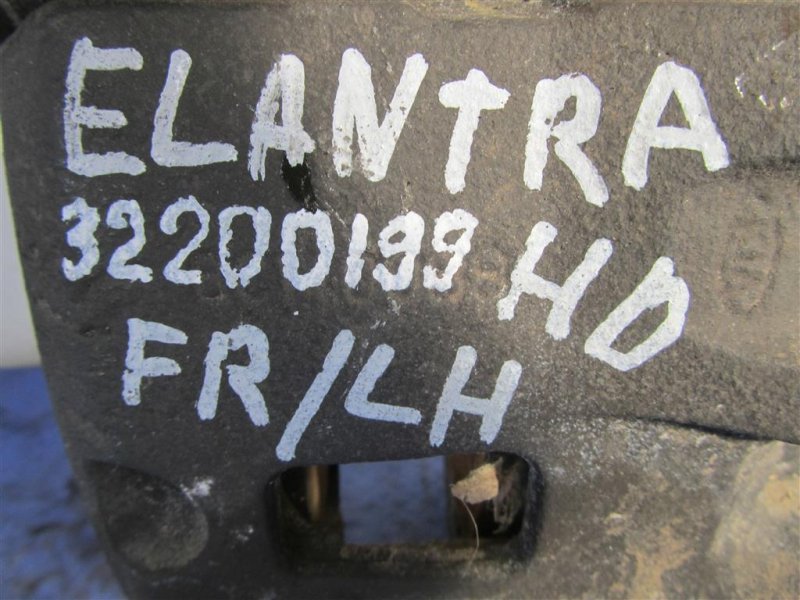 ELANTRA
32200199 HD
FR/LH